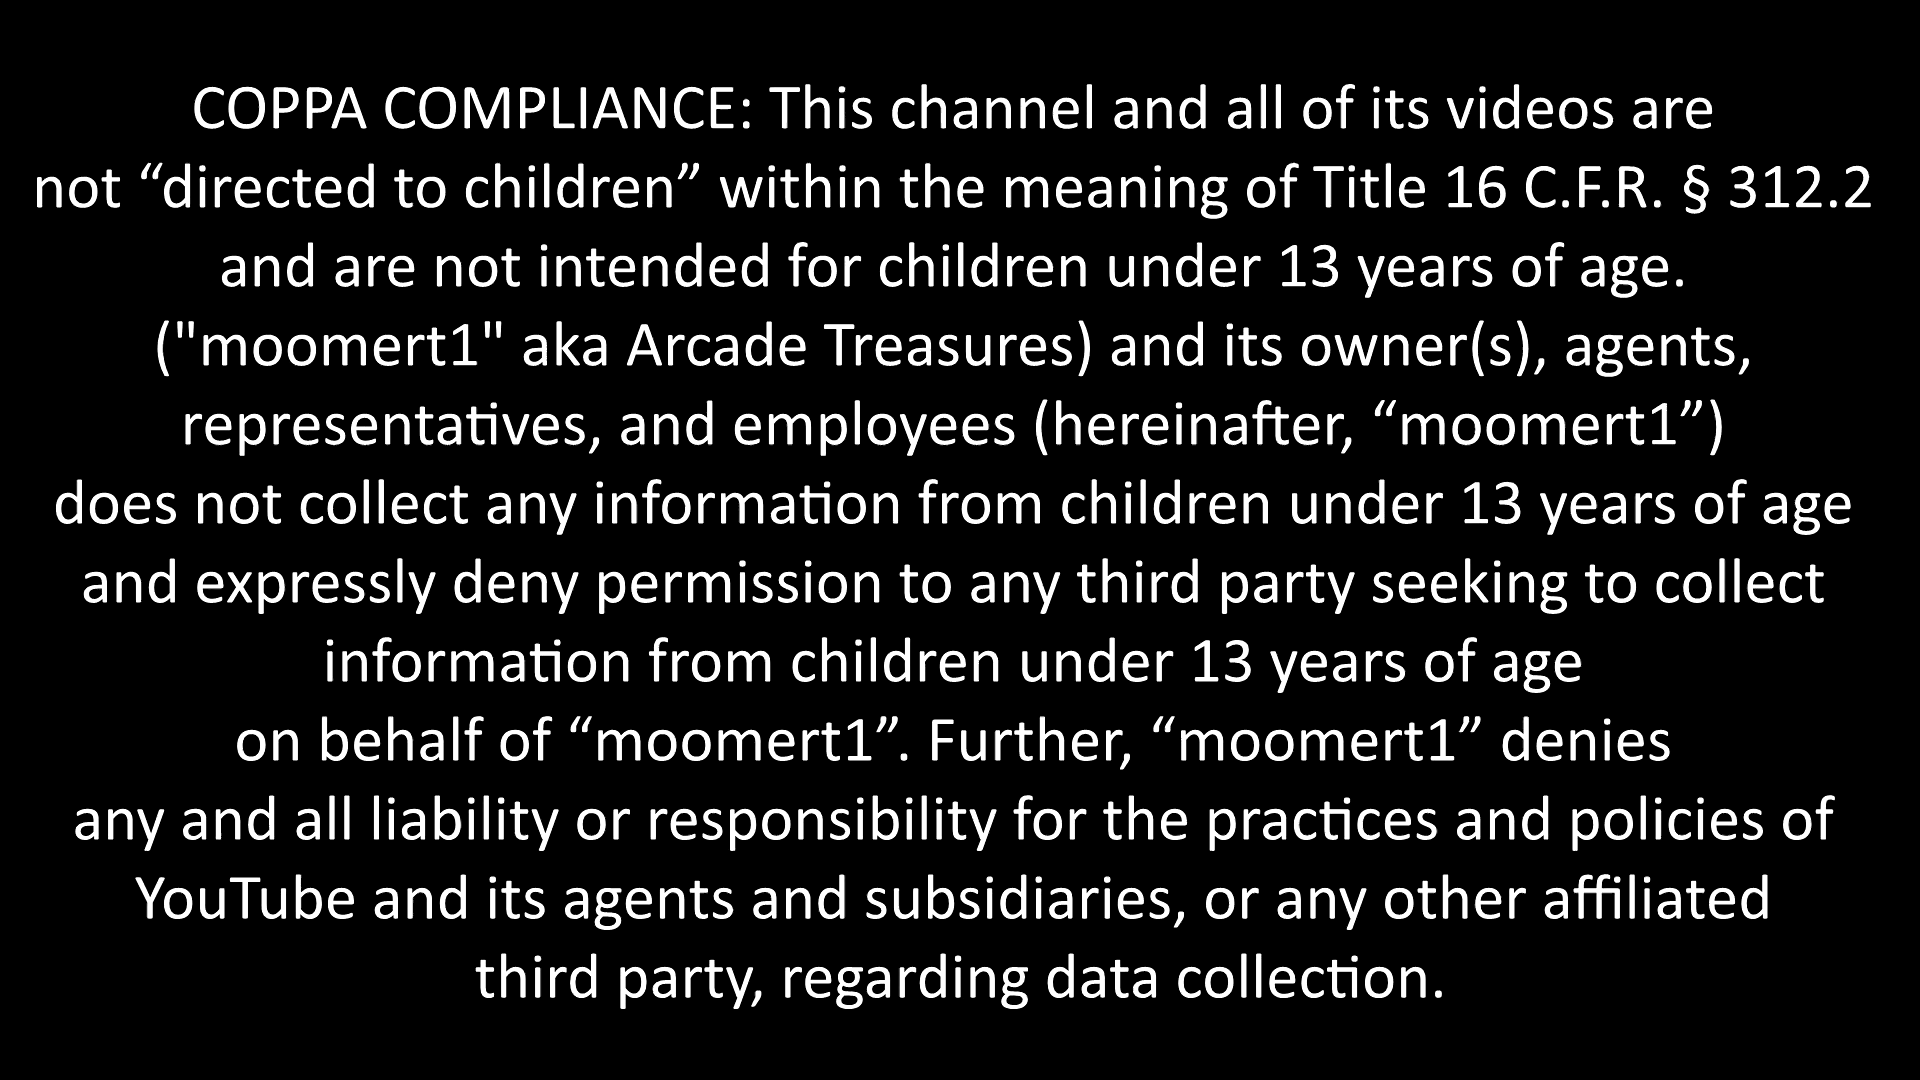 COPPA COMPLIANCE: This channel and all of its videos are
not “directed to children” within the meaning of Title 16 C.F.R. § 312.2
and are not intended for children under 13 years of age.
("moomert1" aka Arcade Treasures) and its owner(s), agents,
representatives, and employees (hereinafter, “moomert1”)
does not collect any information from children under 13 years of age
and expressly deny permission to any third party seeking to collect
information from children under 13 years of age
on behalf of “moomert1”. Further, “moomert1” denies
any and all liability or responsibility for the practices and policies of
YouTube and its agents and subsidiaries, or any other affiliated
third party, regarding data collection.